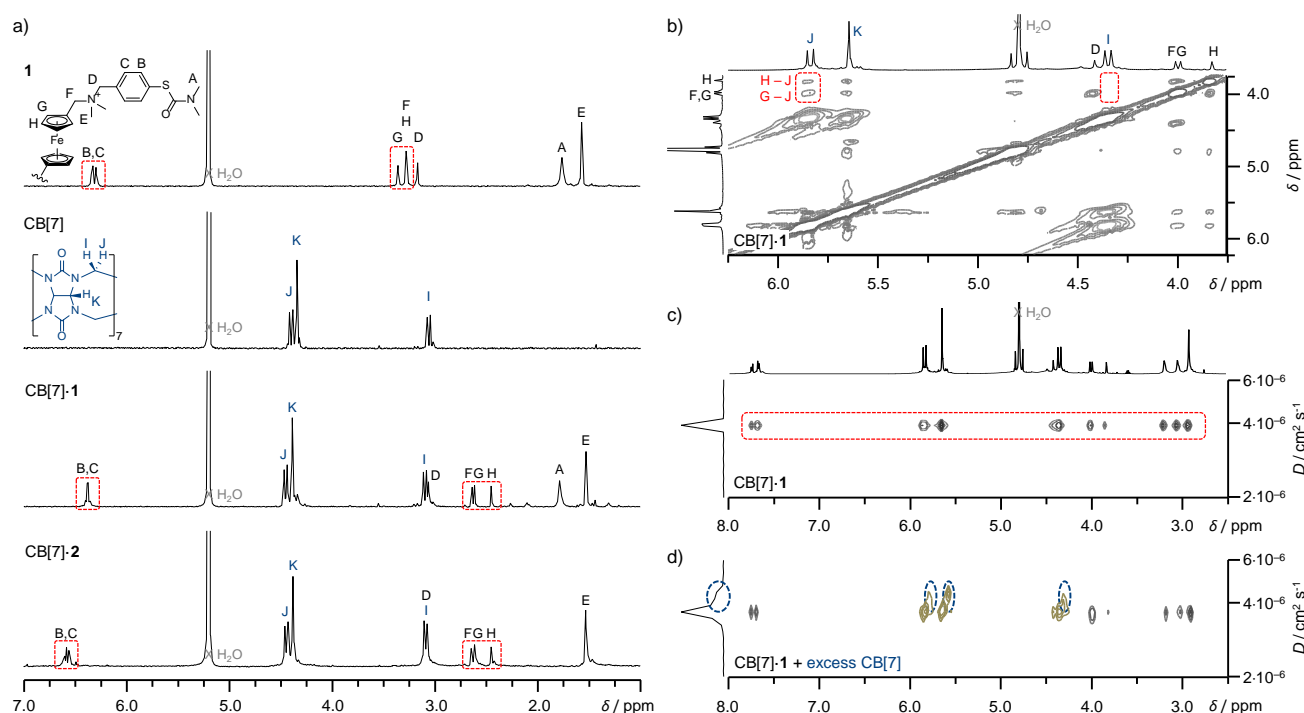 a)
1
D
C
B
S
A
N+
O
N
F
G
E
H
Fe
B,C
× H2O
G
F
H
D
A
E
CB[7]
I
J
H
H
O
N
N
H
K
N
N
O
7
× H2O
J
K
I
CB[7]·1
B,C
× H2O
J
K
I
D
FG
H
A
E
CB[7]·2
B,C
× H2O
J
K
D
I
FG
H
E
7.0 6.0 5.0 4.0 3.0 2.0 δ / ppm
b)
J
K
× H2O
I
D
FG
H
H
F,G
H – J
G – J
4.0
5.0
6.0
δ / ppm
CB[7]·1
6.0 5.5 5.0 4.5 4.0 δ / ppm
c)
× H2O
6·10–6
4·10–6
2·10–6
D / cm2 s–1
CB[7]·1
8.0 7.0 6.0 5.0 4.0 3.0 δ / ppm
d)
6·10–6
4·10–6
2·10–6
D / cm2 s–1
CB[7]·1 + excess CB[7]
8.0 7.0 6.0 5.0 4.0 3.0 δ / ppm